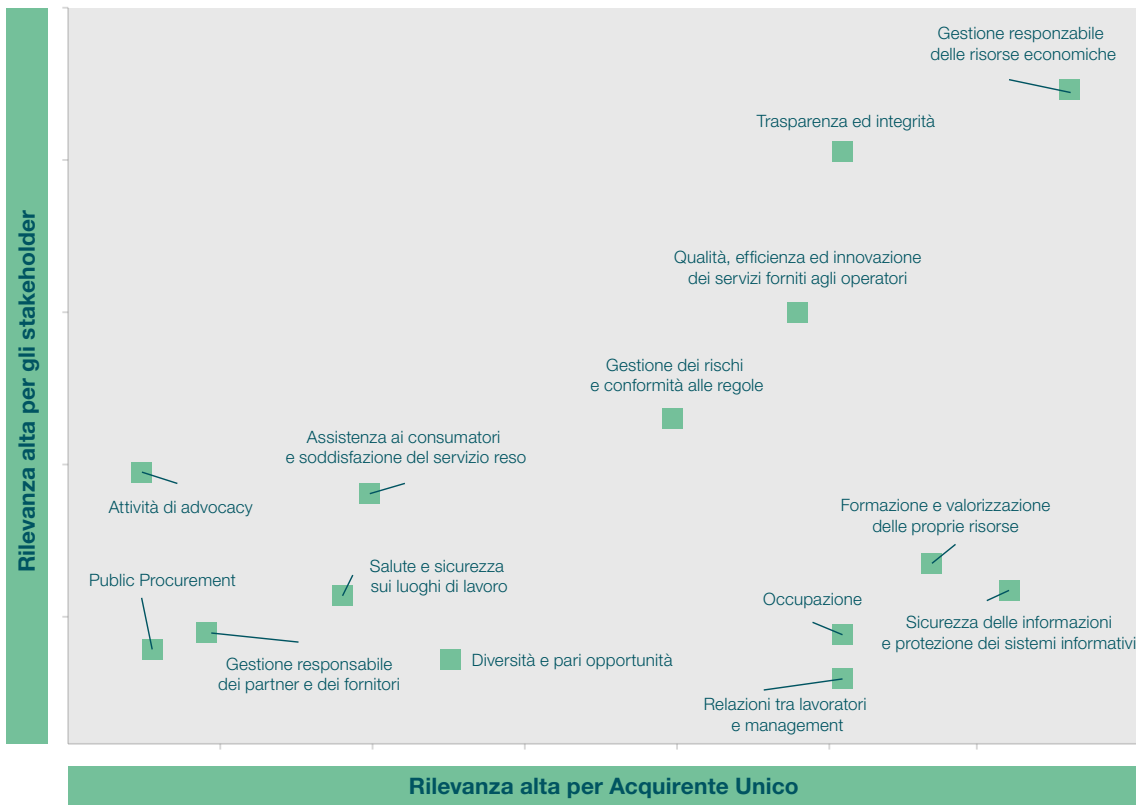 Rilevanza alta per gli stakeholder
Gestione responzabile
delle risorse economiche
Trasparenza ed integrità
Qualità, efficienza ed innovazione
dei servizi forniti agli operatori
Gestione dei rischi
e conformità alle regole
Assistenza ai consumatori
e soddisfazione del servizio reso
Attività di advocacy
Formazione e valorizzazione
delle proprie risorse
Salute e sicurezza
sui luoghi di lavoro
Public Procurement
Occupazione
Sicurezza delle informazioni
e protezione dei sistemi informativi
Gestione responsabile
dei partner e dei fornitori
Diversità e pari opportunità
Relazioni tra lavoratori
e management
Rilevanza alta per Acquirente Unico